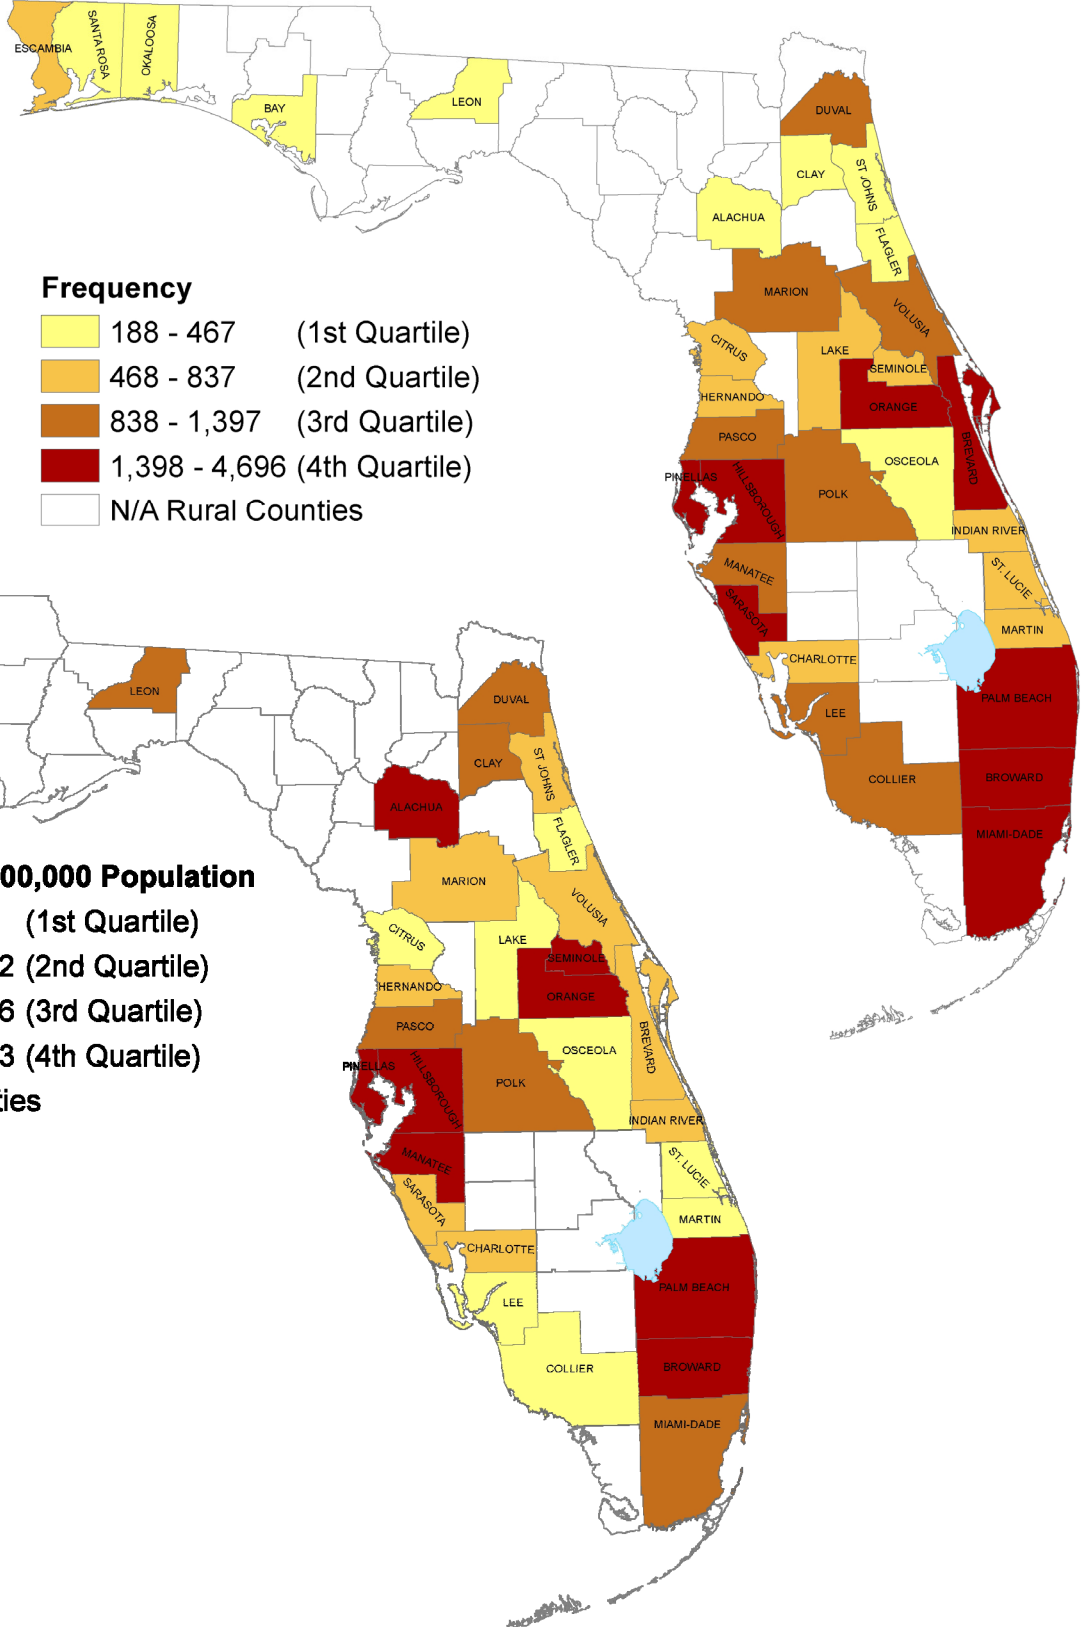 ESCAMBIA
SANTA ROSA
OKALOOSA
BAY
LEON
DUVAL
CLAY
ST JOHNS
ALACHUA
FLAGLER
MARION
VOLUSIA
CITRUS
LAKE
SEMINOLE
HERNANDO
ORANGE
PASCO
BREVARD
OSCEOLA
PINELLAS
HILLSBOROUGH
POLK
INDIAN RIVER
MANATEE
ST. LUCIE
SARASOTA
MARTIN
CHARLOTTE
PALM BEACH
LEE
COLLIER
BROWARD
MIAMI-DADE
Frequency
188 - 467 (1st Quartile)
468 - 837 (2nd Quartile)
838 - 1,397 (3rd Quartile)
1,398 - 4,696 (4th Quartile)
N/A Rural Counties
LEON
DUVAL
CLAY
ST JOHNS
ALACHUA
FLAGLER
MARION
VOLUSIA
CITRUS
LAKE
SEMINOLE
HERNANDO
ORANGE
PASCO
BREVARD
OSCEOLA
PINELLAS
HILLSBOROUGH
POLK
INDIAN RIVER
MANATEE
ST. LUCIE
SARASOTA
MARTIN
CHARLOTTE
PALM BEACH
LEE
COLLIER
BROWARD
MIAMI-DADE
00,000 Population
(1st Quartile)
2 (2nd Quartile)
6 (3rd Quartile)
3 (4th Quartile)
ties